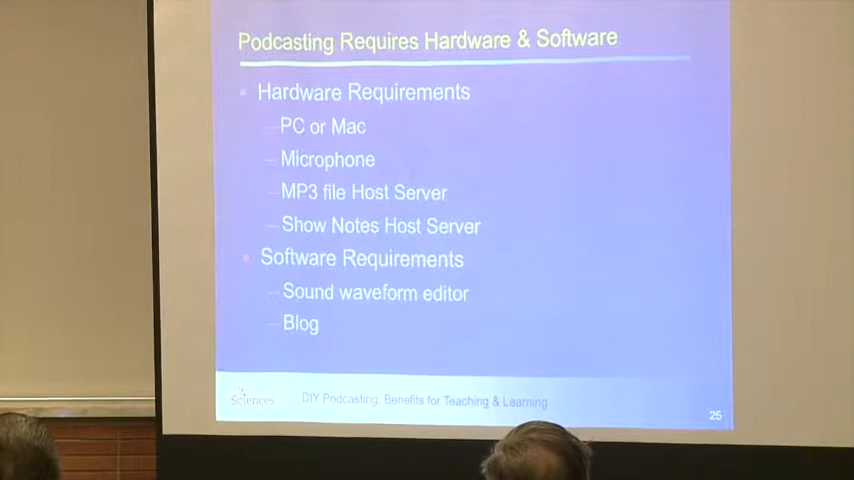 Podcasting Requires Hardware & Software
Hardware Requirements
PC or Mac
Microphone
MP3 file Host Server
Show Notes Host Server
Software Requirements
Sound waveform editor
Blog
Sciences
DIY Podcasting: Benefits for Teaching & Learning
25